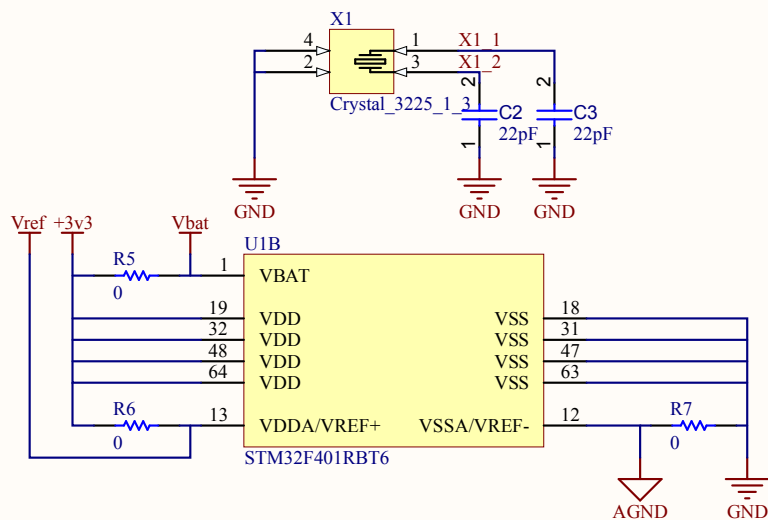 X1
4
1
X1_1
2
3
X1_2
Crystal_3225_1_3
2
C2
22pF
1
2
C3
22pF
1
GND
GND
GND
Vref
+3v3
Vbat
U1B
R5
0
1
VBAT
19
VDD
VSS
18
32
VDD
VSS
31
48
VDD
VSS
47
64
VDD
VSS
63
R6
0
13
VDDA/VREF+
VSSA/VREF-
12
R7
0
STM32F401RBT6
AGND
GND